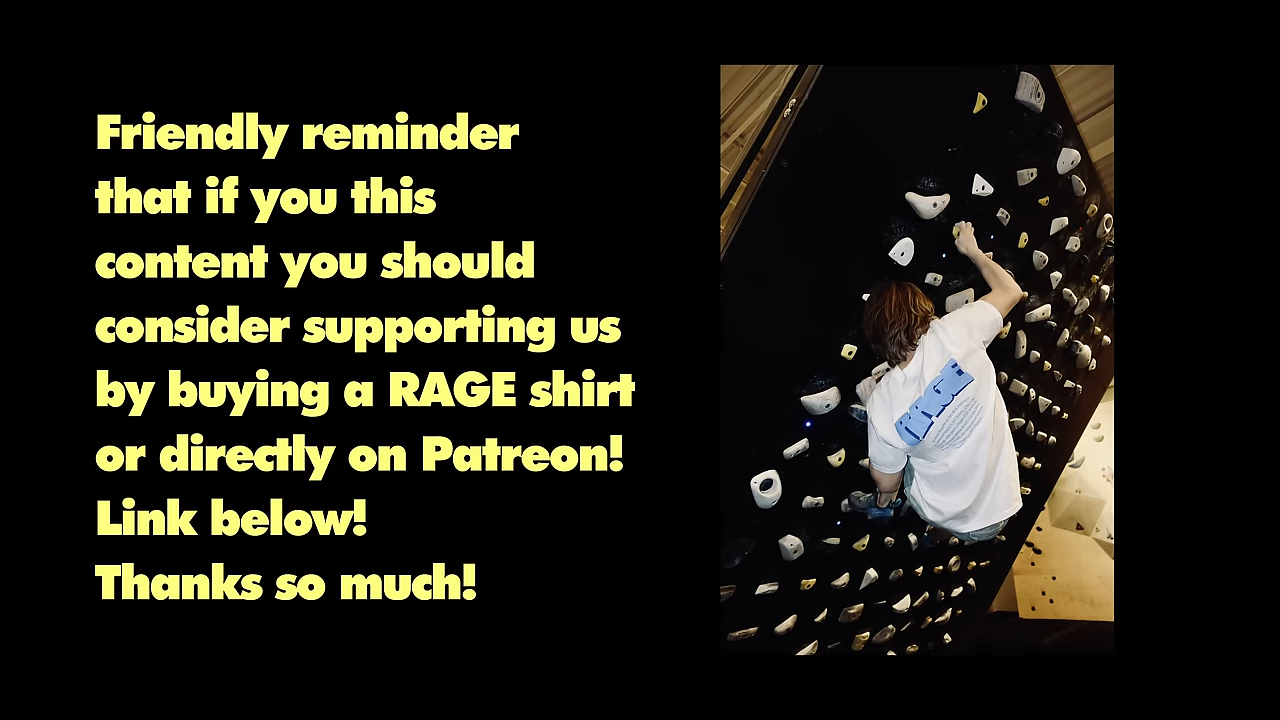 Friendly reminder
that if you this
content you should
consider supporting us
by buying a RAGE shirt
or directly on Patreon!
Link below!
Thanks so much!
RAGE